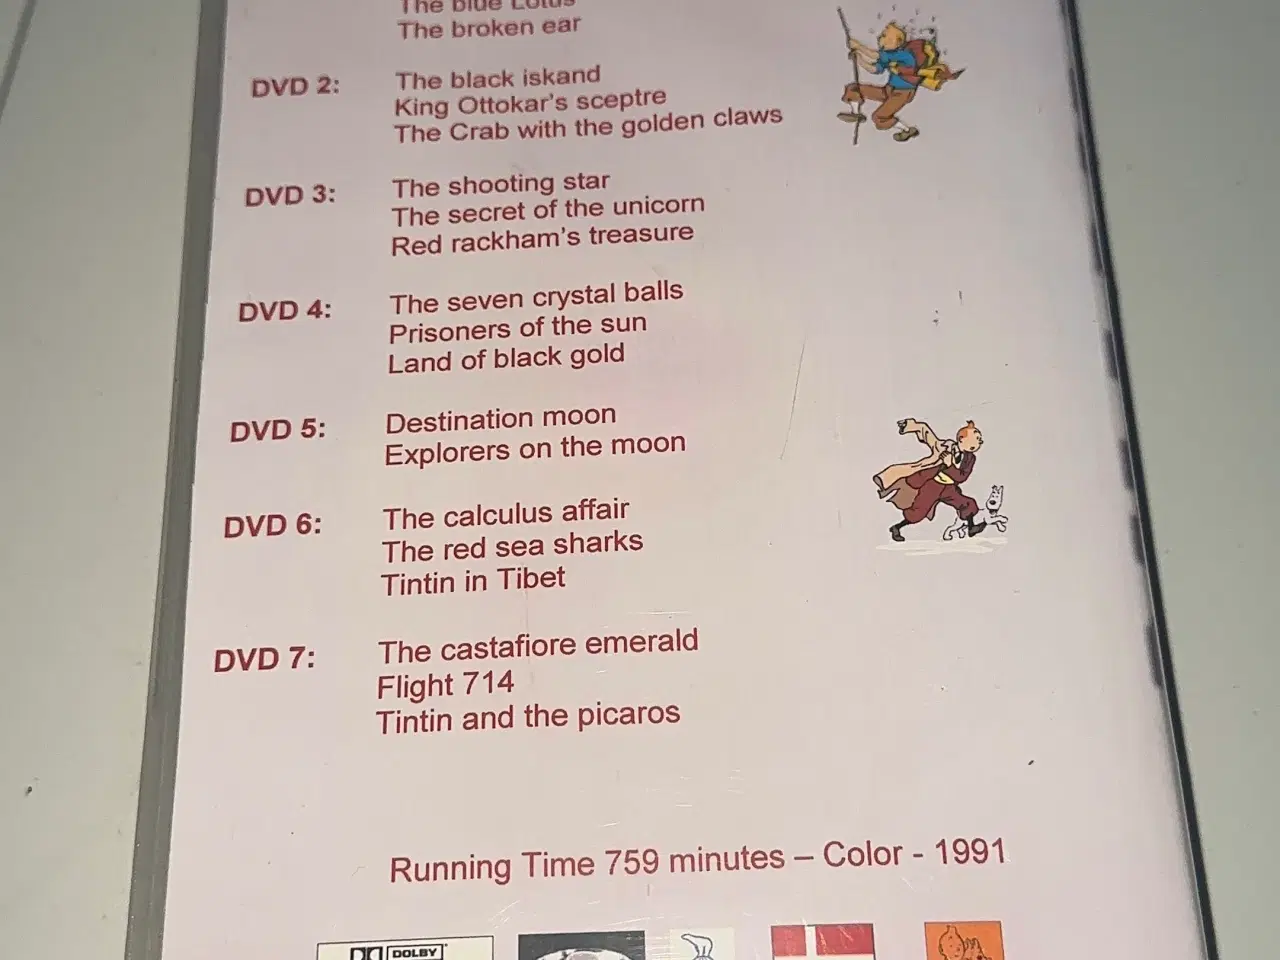 The blue Lotus
The broken ear
DVD 2:
The black iskand
King Ottokar's sceptre
The Crab with the golden claws
DVD 3:
The shooting star
The secret of the unicorn
Red rackham's treasure
DVD 4:
The seven crystal balls
Prisoners of the sun
Land of black gold
DVD 5:
Destination moon
Explorers on the moon
DVD 6:
The calculus affair
The red sea sharks
Tintin in Tibet
DVD 7:
The castafiore emerald
Flight 714
Tintin and the picaros
Running Time 759 minutes – Color - 1991
DOLBY